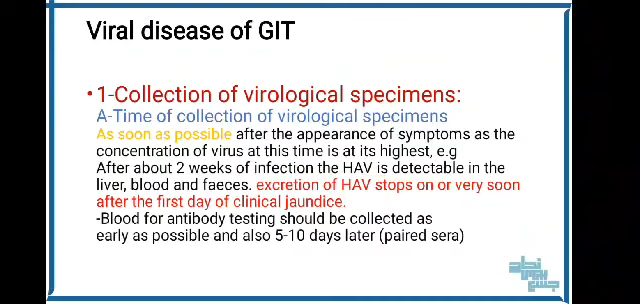 Viral disease of GIT
•1-Collection of virological specimens:
A-Time of collection of virological specimens
As soon as possible after the appearance of symptoms as the
concentration of virus at this time is at its highest, e.g
After about 2 weeks of infection the HAV is detectable in the
liver, blood and faeces. excretion of HAV stops on or very soon
after the first day of clinical jaundice.
-Blood for antibody testing should be collected as
early as possible and also 5-10 days later (paired sera)